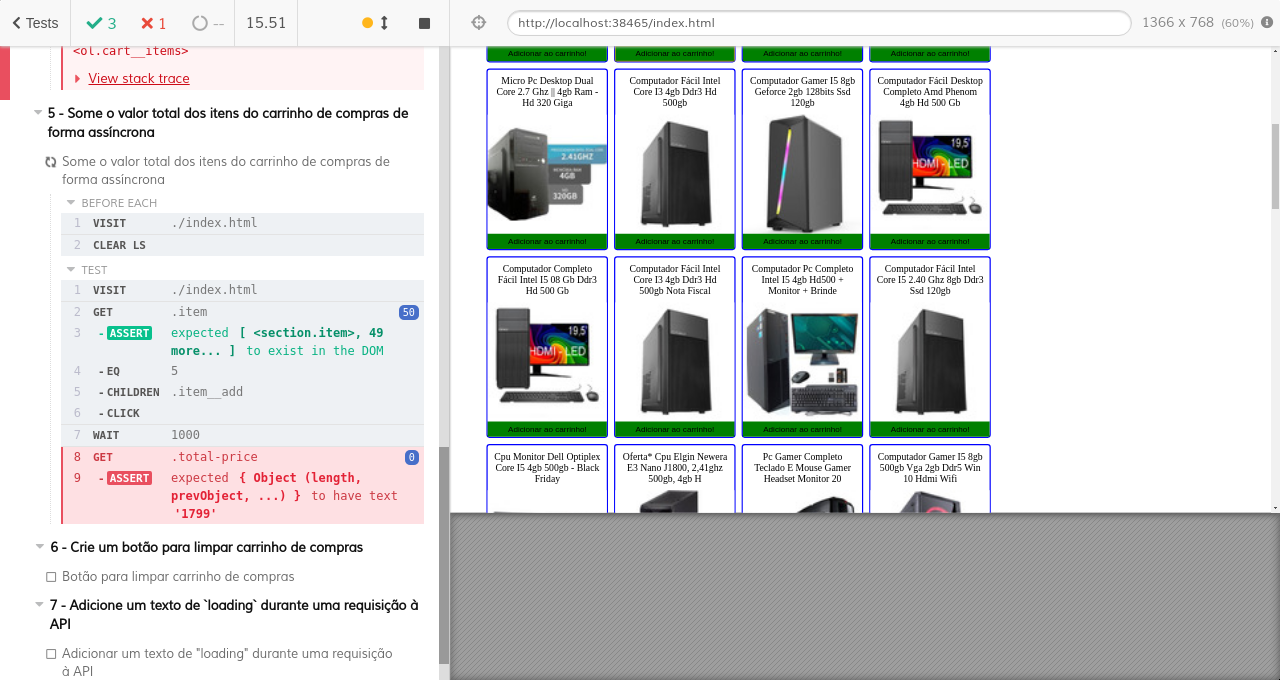 Tests
3
1
--
15.51
http://localhost:38465/index.html
1366 x 768 (60%)
<ol.cart__items>
View stack trace
5 - Some o valor total dos itens do carrinho de compras de
forma assíncrona
Some o valor total dos itens do carrinho de compras de
forma assíncrona
BEFORE EACH
1 VISIT ./index.html
2 CLEAR LS
TEST
1 VISIT ./index.html
2 GET .item 50
3 -ASSERT expected [ <section.item>, 49
more... ] to exist in the DOM
4 -EQ 5
5 -CHILDREN .item__add
6 -CLICK
7 WAIT 1000
8 GET .total-price 0
9 -ASSERT expected { Object (length,
prevObject, ...) } to have text
'1799'
6 - Crie um botão para limpar carrinho de compras
Botão para limpar carrinho de compras
7 - Adicione um texto de `loading` durante uma requisição à
API
Adicionar um texto de "loading" durante uma requisição
à API
Adicionar ao carrinho!
Adicionar ao carrinho!
Adicionar ao carrinho!
Adicionar ao carrinho!
Micro Pc Desktop Dual
Core 2.7 Ghz || 4gb Ram -
Hd 320 Giga
2.41GHZ
4GB
320GB
Adicionar ao carrinho!
Computador Fácil Intel
Core I3 4gb Ddr3 Hd
500gb
Adicionar ao carrinho!
Computador Gamer I5 8gb
Geforce 2gb 128bits Ssd
120gb
Adicionar ao carrinho!
Computador Fácil Desktop
Completo Amd Phenom
4gb Hd 500 Gb
19,5'
HDMI - LED
Adicionar ao carrinho!
Computador Completo
Fácil Intel I5 08 Gb Ddr3
Hd 500 Gb
19,5'
HDMI - LED
Adicionar ao carrinho!
Computador Fácil Intel
Core I3 4gb Ddr3 Hd
500gb Nota Fiscal
Adicionar ao carrinho!
Computador Pc Completo
Intel I5 4gb Hd500 +
Monitor + Brinde
Adicionar ao carrinho!
Computador Fácil Intel
Core I5 2.40 Ghz 8gb Ddr3
Ssd 120gb
Adicionar ao carrinho!
Cpu Monitor Dell Optiplex
Core I5 4gb 500gb - Black
Friday
Oferta* Cpu Elgin Newera
E3 Nano J1800, 2,41ghz
500gb, 4gb H
Pc Gamer Completo
Teclado E Mouse Gamer
Headset Monitor 20
Computador Gamer I5 8gb
500gb Vga 2gb Ddr5 Win
10 Hdmi Wifi